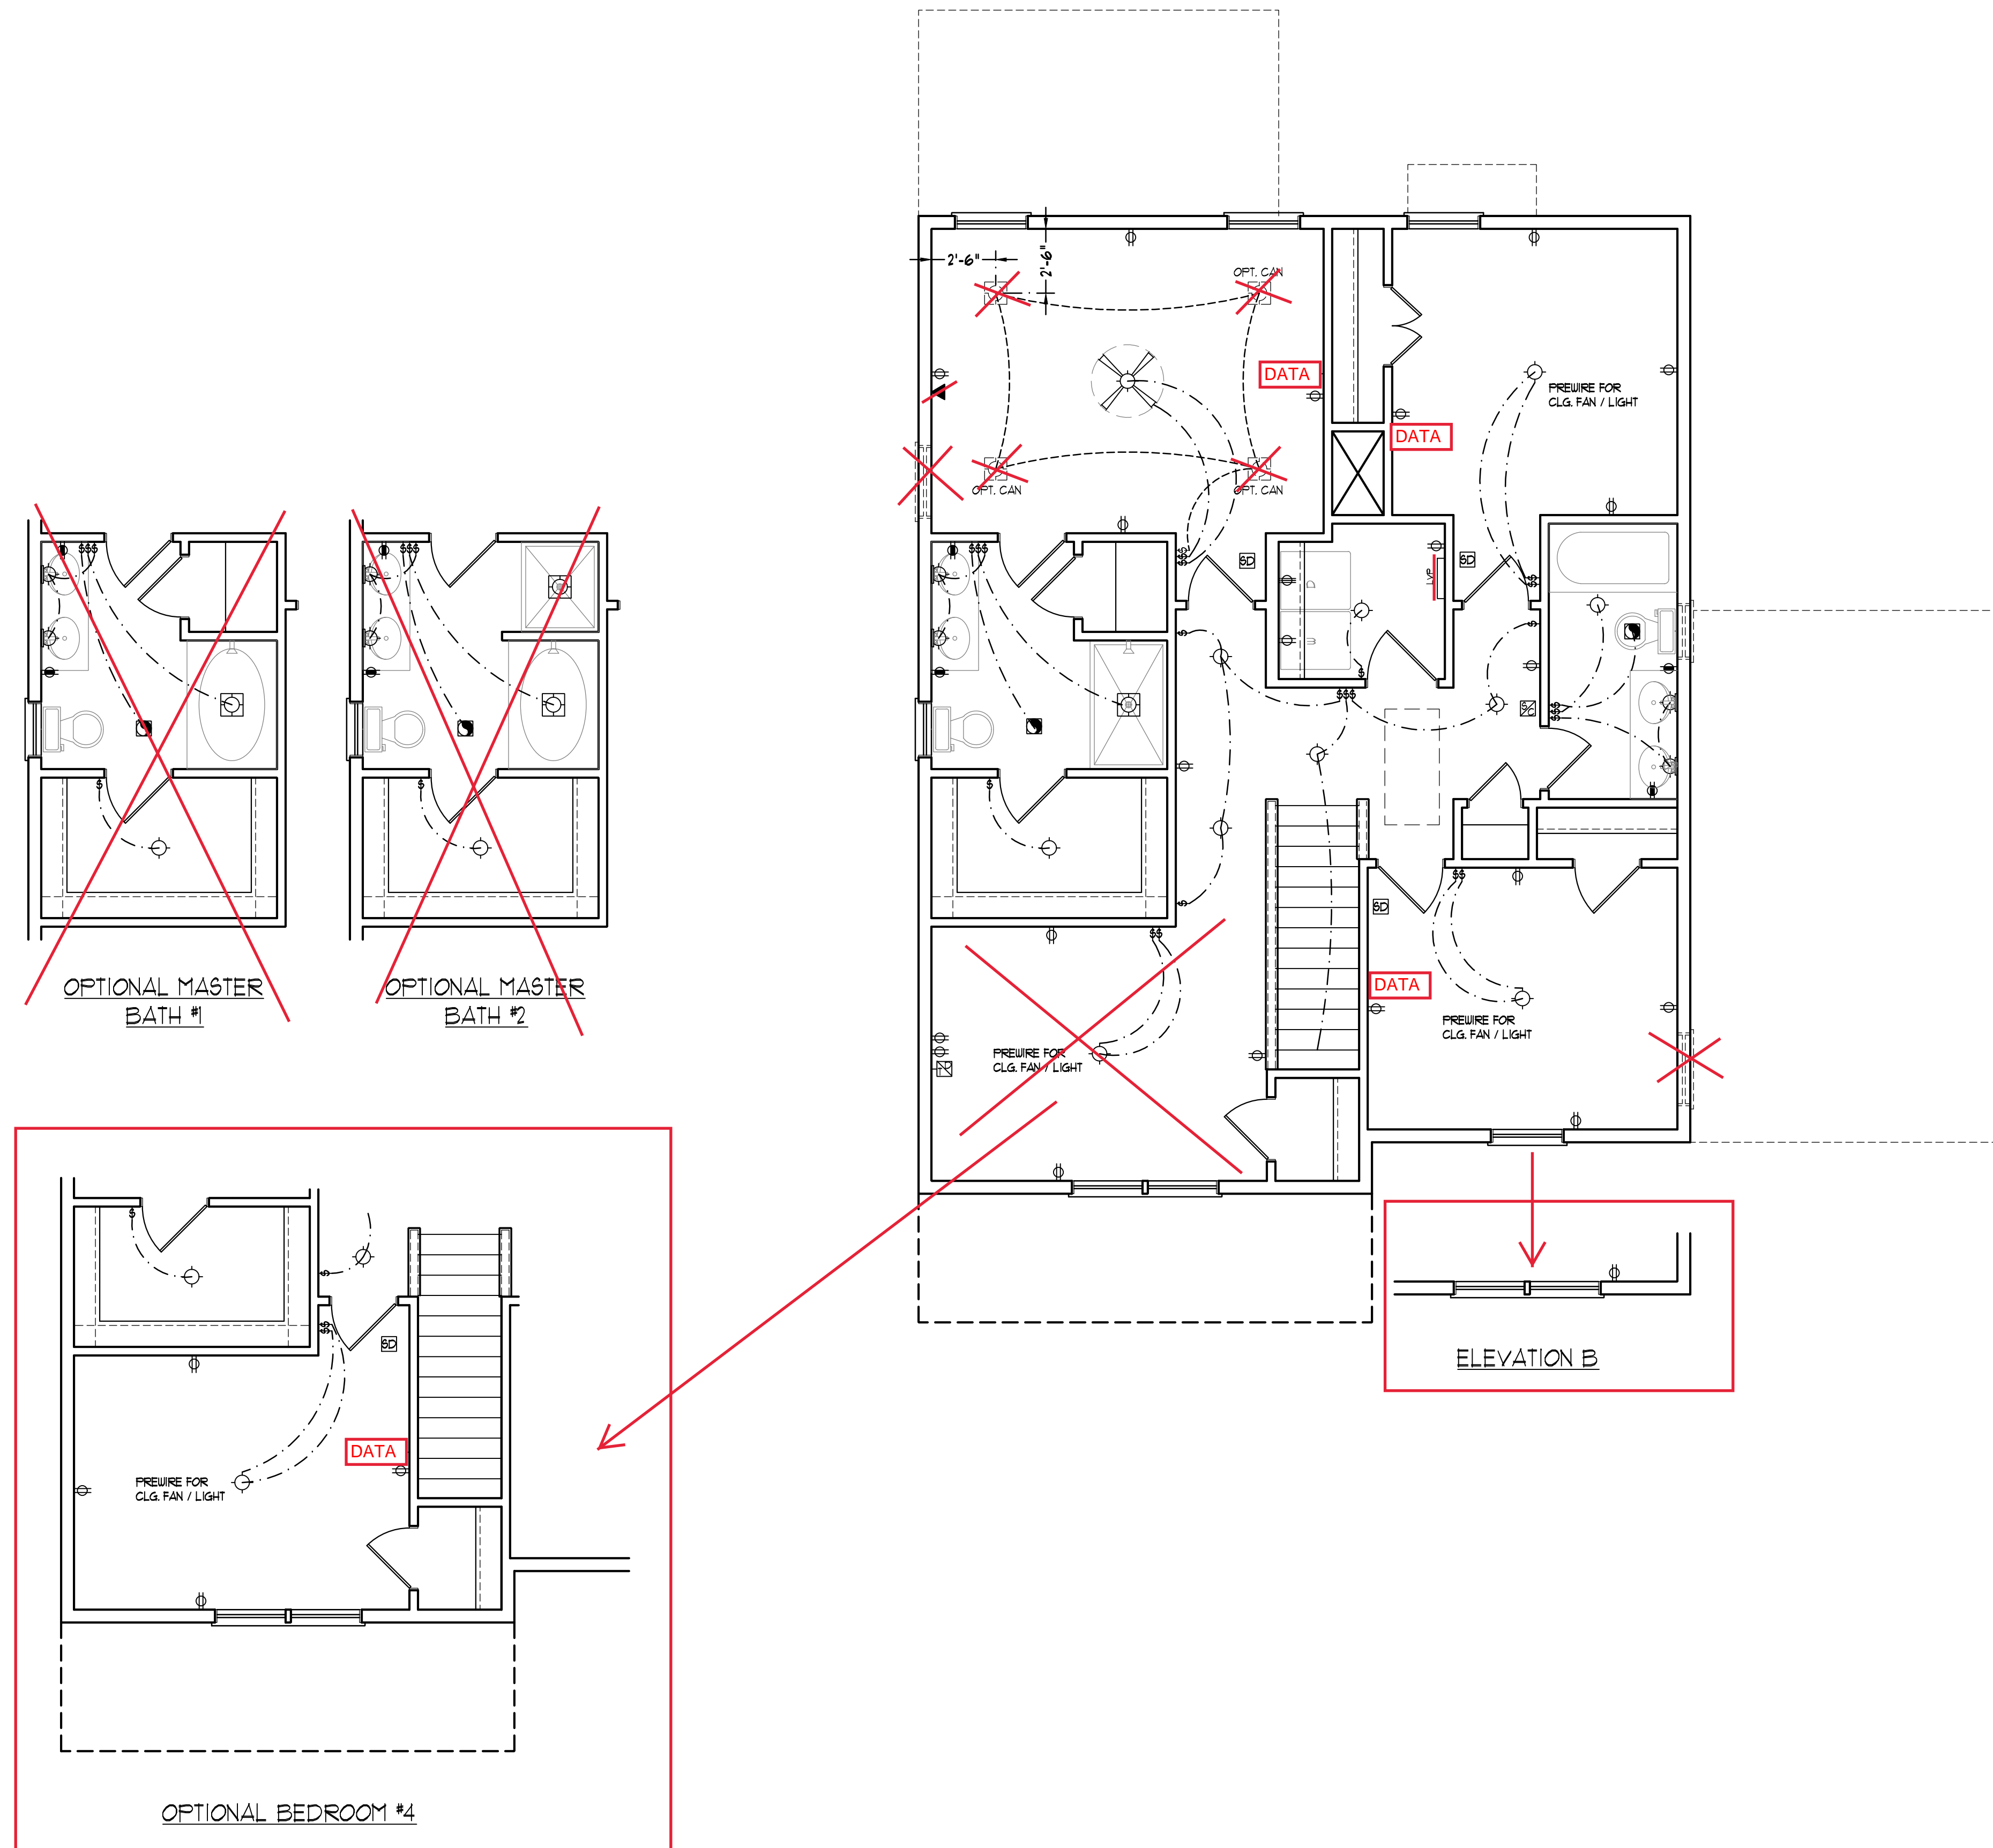 OPT. CAN
2'-6"
2'-6"
DATA
PREWIRE FOR
CLG. FAN / LIGHT
DATA
OPT. CAN
OPT. CAN
$$$
$$$
$$$
$$$
SD
LVP
SD
$$
D
W
$
$
$
$$$
S/C
$$$
$
$
$
$
$$
SD
OPTIONAL MASTER
BATH #1
OPTIONAL MASTER
BATH #2
$$
DATA
PREWIRE FOR
CLG. FAN / LIGHT
PREWIRE FOR
CLG. FAN / LIGHT
$
$
$$
SD
ELEVATION B
DATA
PREWIRE FOR
CLG. FAN / LIGHT
OPTIONAL BEDROOM #4